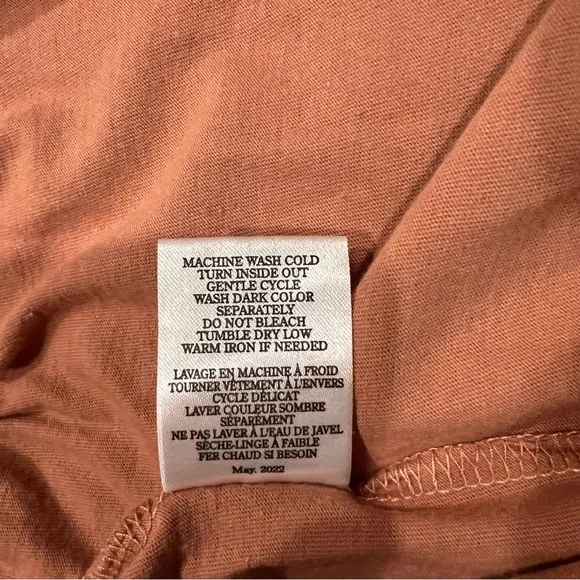 MACHINE WASH COLD
TURN INSIDE OUT
GENTLE CYCLE
WASH DARK COLOR
SEPARATELY
DO NOT BLEACH
TUMBLE DRY LOW
WARM IRON IF NEEDED
LAVAGE EN MACHINE À FROID
TOURNER VÊTEMENT À L'ENVERS
CYCLE DÉLICAT
LAVER COULEUR SOMBRE
SÉPARÉMENT
NE PAS LAVER À L'EAU DE JAVEL
SÈCHE-LINGE À FAIBLE
FER CHAUD SI BESOIN
May. 2022